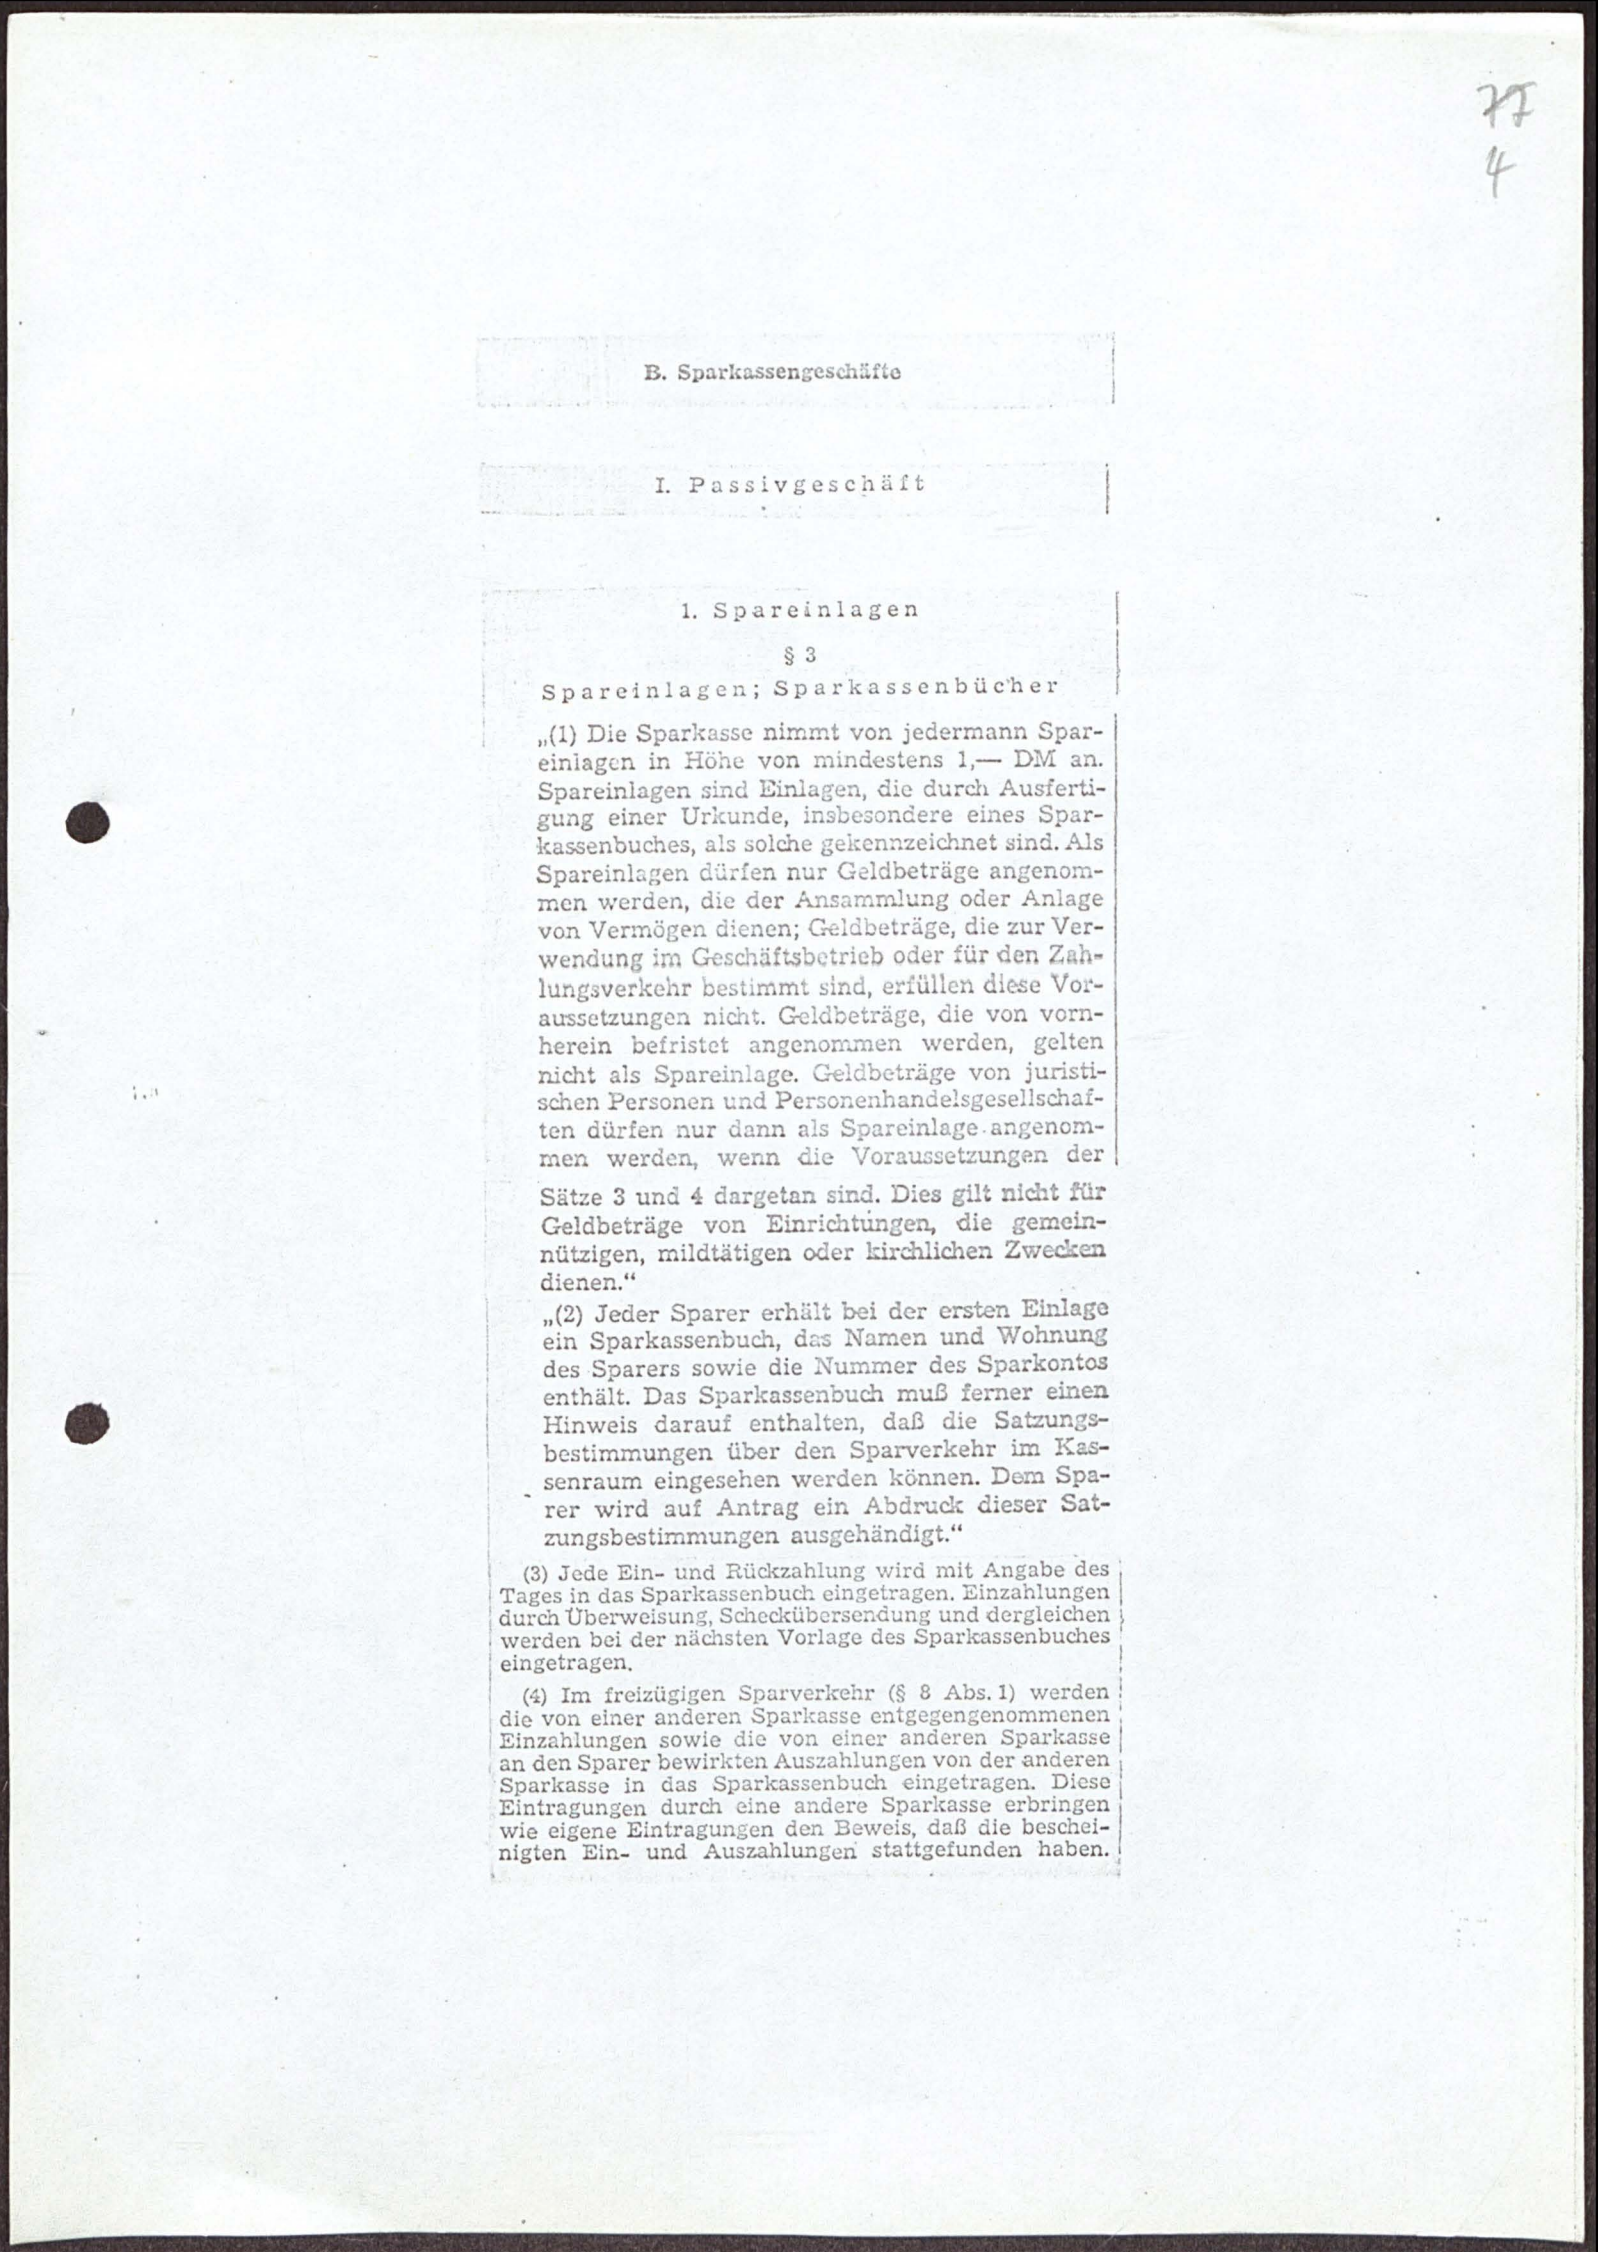 4
B. Sparkassengeschäfte
I. Passivgeschäft
1. Spareinlagen
§ 3
Spareinlagen; Sparkassenbücher
„(1) Die Sparkasse nimmt von jedermann Spar-
einlagen in Höhe von mindestens 1,— DM an.
Spareinlagen sind Einlagen, die durch Ausferti-
gung einer Urkunde, insbesondere eines Spar-
kassenbuches, als solche gekennzeichnet sind. Als
Spareinlagen dürfen nur Geldbeträge angenom-
men werden, die der Ansammlung oder Anlage
von Vermögen dienen; Geldbeträge, die zur Ver-
wendung im Geschäftsbetrieb oder für den Zah-
lungsverkehr bestimmt sind, erfüllen diese Vor-
aussetzungen nicht. Geldbeträge, die von vorn-
herein befristet angenommen werden, gelten
nicht als Spareinlage. Geldbeträge von juristi-
schen Personen und Personenhandelsgesellschaf-
ten dürfen nur dann als Spareinlage angenom-
men werden, wenn die Voraussetzungen der
Sätze 3 und 4 dargetan sind. Dies gilt nicht für
Geldbeträge von Einrichtungen, die gemein-
nützigen, mildtätigen oder kirchlichen Zwecken
dienen.“
„(2) Jeder Sparer erhält bei der ersten Einlage
ein Sparkassenbuch, das Namen und Wohnung
des Sparers sowie die Nummer des Sparkontos
enthält. Das Sparkassenbuch muß ferner einen
Hinweis darauf enthalten, daß die Satzungs-
bestimmungen über den Sparverkehr im Kas-
senraum eingesehen werden können. Dem Spa-
rer wird auf Antrag ein Abdruck dieser Sat-
zungsbestimmungen ausgehändigt.“
(3) Jede Ein- und Rückzahlung wird mit Angabe des
Tages in das Sparkassenbuch eingetragen. Einzahlungen
durch Überweisung, Scheckübersendung und dergleichen
werden bei der nächsten Vorlage des Sparkassenbuches
eingetragen.
(4) Im freizügigen Sparverkehr (§ 8 Abs. 1) werden
die von einer anderen Sparkasse entgegengenommenen
Einzahlungen sowie die von einer anderen Sparkasse
an den Sparer bewirkten Auszahlungen von der anderen
Sparkasse in das Sparkassenbuch eingetragen. Diese
Eintragungen durch eine andere Sparkasse erbringen
wie eigene Eintragungen den Beweis, daß die beschei-
nigten Ein- und Auszahlungen stattgefunden haben.